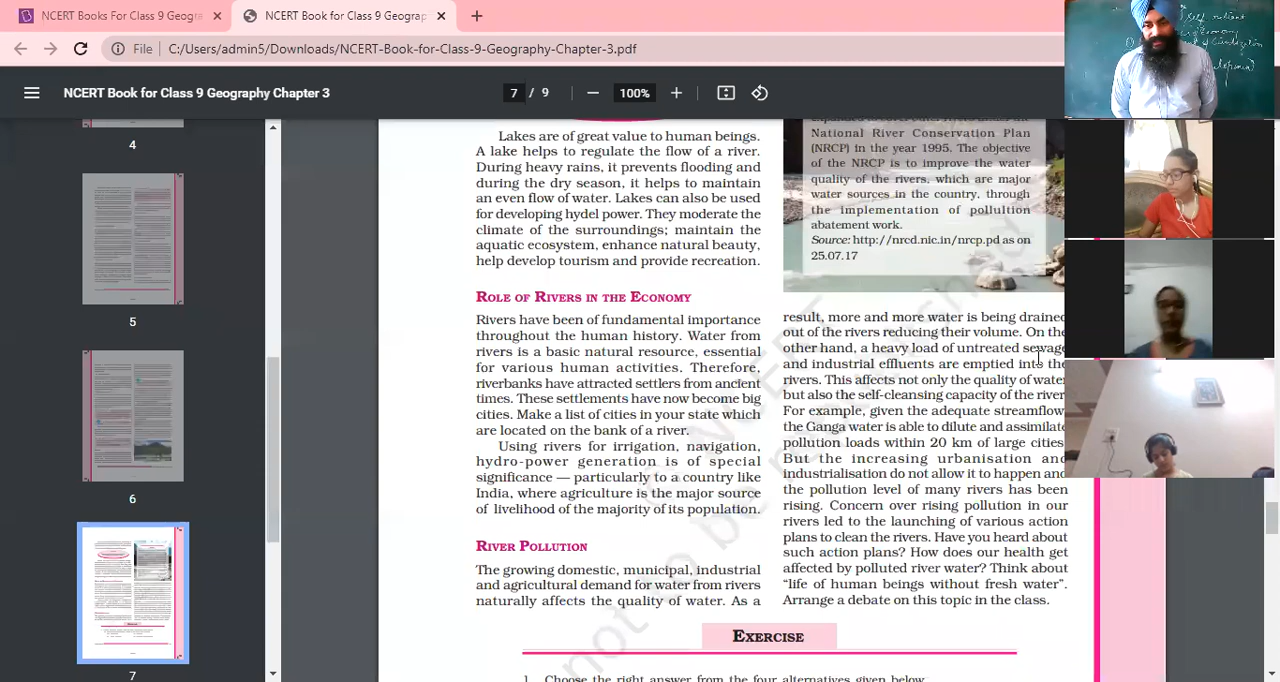 NCERT Books For Class 9 Geogr
NCERT Book for Class 9 Geograp
File
C:/Users/admin5/Downloads/NCERT-Book-for-Class-9-Geography-Chapter-3.pdf
NCERT Book for Class 9 Geography Chapter 3
7 / 9
100%
4
5
6
7
Lakes are of great value to human beings.
A lake helps to regulate the flow of a river.
During heavy rains, it prevents flooding and
during the dry season, it helps to maintain
an even flow of water. Lakes can also be used
for developing hydel power. They moderate the
climate of the surroundings; maintain the
aquatic ecosystem, enhance natural beauty,
help develop tourism and provide recreation.
ROLE OF RIVERS IN THE ECONOMY
Rivers have been of fundamental importance
throughout the human history. Water from
rivers is a basic natural resource, essential
for various human activities. Therefore,
riverbanks have attracted settlers from ancient
times. These settlements have now become big
cities. Make a list of cities in your state which
are located on the bank of a river.
Using rivers for irrigation, navigation,
hydro-power generation is of special
significance — particularly to a country like
India, where agriculture is the major source
of livelihood of the majority of its population.
RIVER POLLUTION
The growing domestic, municipal, industrial
and agricultural demand for water from rivers
naturally affects the quality of water. As a
National River Conservation Plan
(NRCP) in the year 1995. The objective
of the NRCP is to improve the water
quality of the rivers, which are major
water sources in the country, through
the implementation of pollultion
abatement work.
Source: http://nrcd.nic.in/nrcp.pd as on
25.07.17
result, more and more water is being drained
out of the rivers reducing their volume. On the
other hand, a heavy load of untreated sewage
and industrial effluents are emptied into the
rivers. This affects not only the quality of water
but also the self-cleansing capacity of the river
For example, given the adequate streamflow
the Ganga water is able to dilute and assimilate
pollution loads within 20 km of large cities
But the increasing urbanisation and
industrialisation do not allow it to happen and
the pollution level of many rivers has been
rising. Concern over rising pollution in our
rivers led to the launching of various action
plans to clean the rivers. Have you heard about
such action plans? How does our health get
affected by polluted river water? Think about
“life of human beings without fresh water”.
Arrange a debate on this topic in the class.
EXERCISE
1. Choose the right answer from the four alternatives given below.
Self reliant